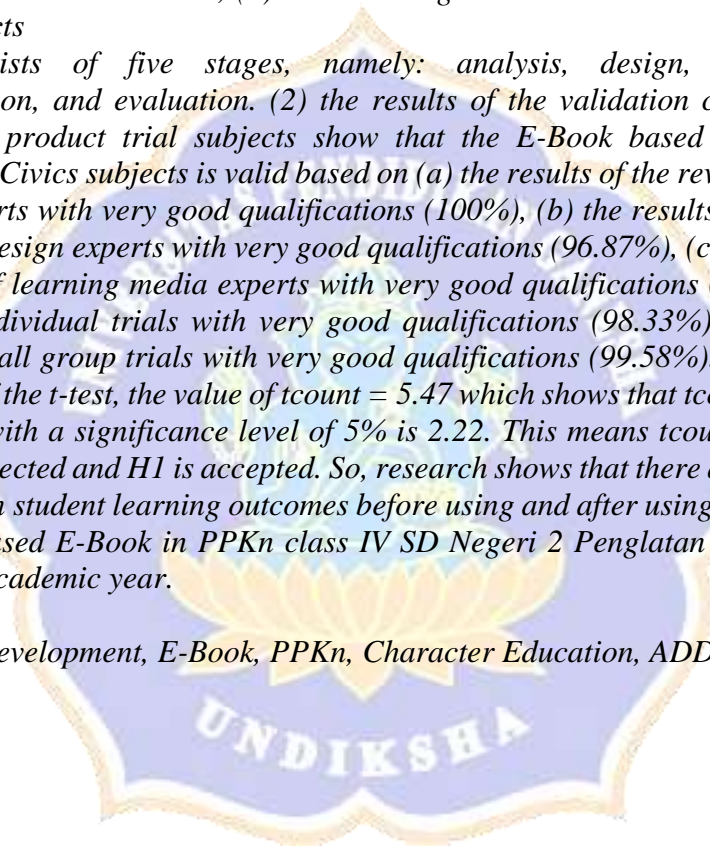 cts
ists of five stages, namely: analysis, design,
on, and evaluation. (2) the results of the validation
product trial subjects show that the E-Book based
Civics subjects is valid based on (a) the results of the
rts with very good qualifications (100%), (b) the results
esign experts with very good qualifications (96.87%),
f learning media experts with very good qualifications
dividual trials with very good qualifications (98.33%)
all group trials with very good qualifications (99.58%)
the t-test, the value of tcount = 5.47 which shows that
with a significance level of 5% is 2.22. This means
ected and H1 is accepted. So, research shows that there
n student learning outcomes before using and after using
ased E-Book in PPKn class IV SD Negeri 2 Penglatan
cademic year.
evelopment, E-Book, PPKn, Character Education,
UNIVERSITAS PENDIDIKAN GANESHA
UNDIKSHA